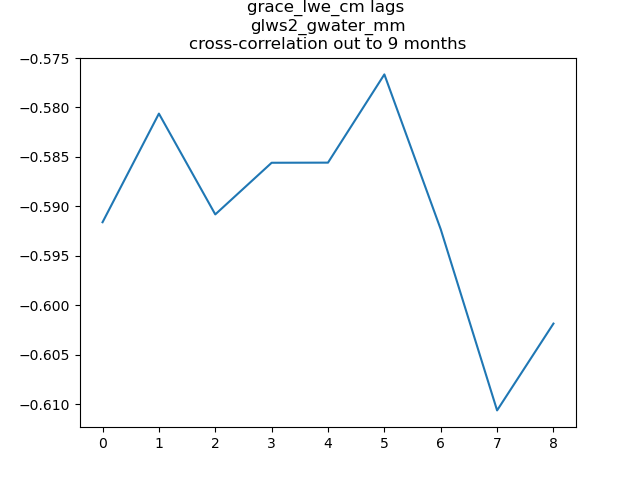 grace_lwe_cm lags
glws2_gwater_mm
cross-correlation out to 9 months
−0.575
−0.580
−0.585
−0.590
−0.595
−0.600
−0.605
−0.610
0 1 2 3 4 5 6 7 8